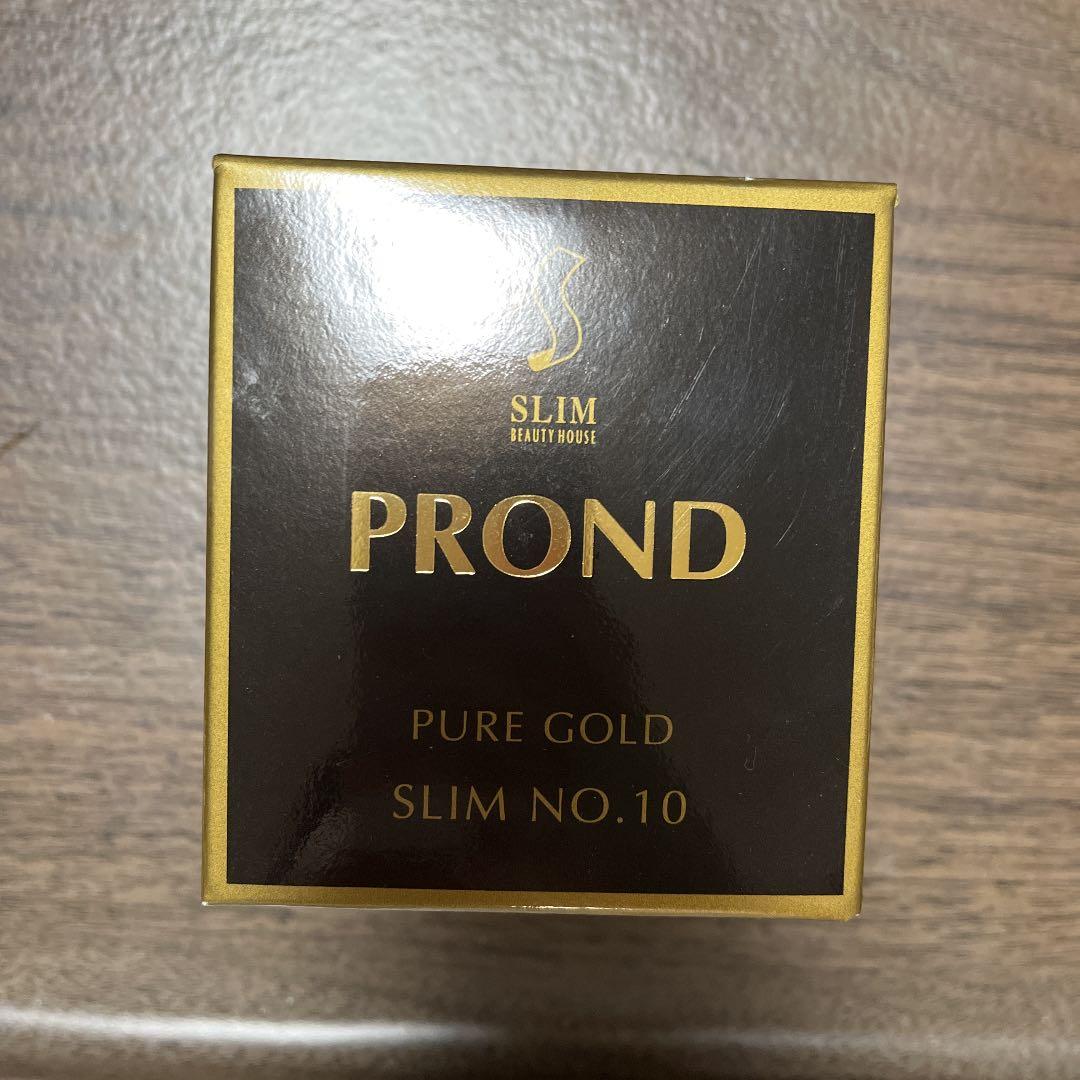 SLIM
BEAUTY HOUSE
PROND
PURE GOLD
SLIM NO.10